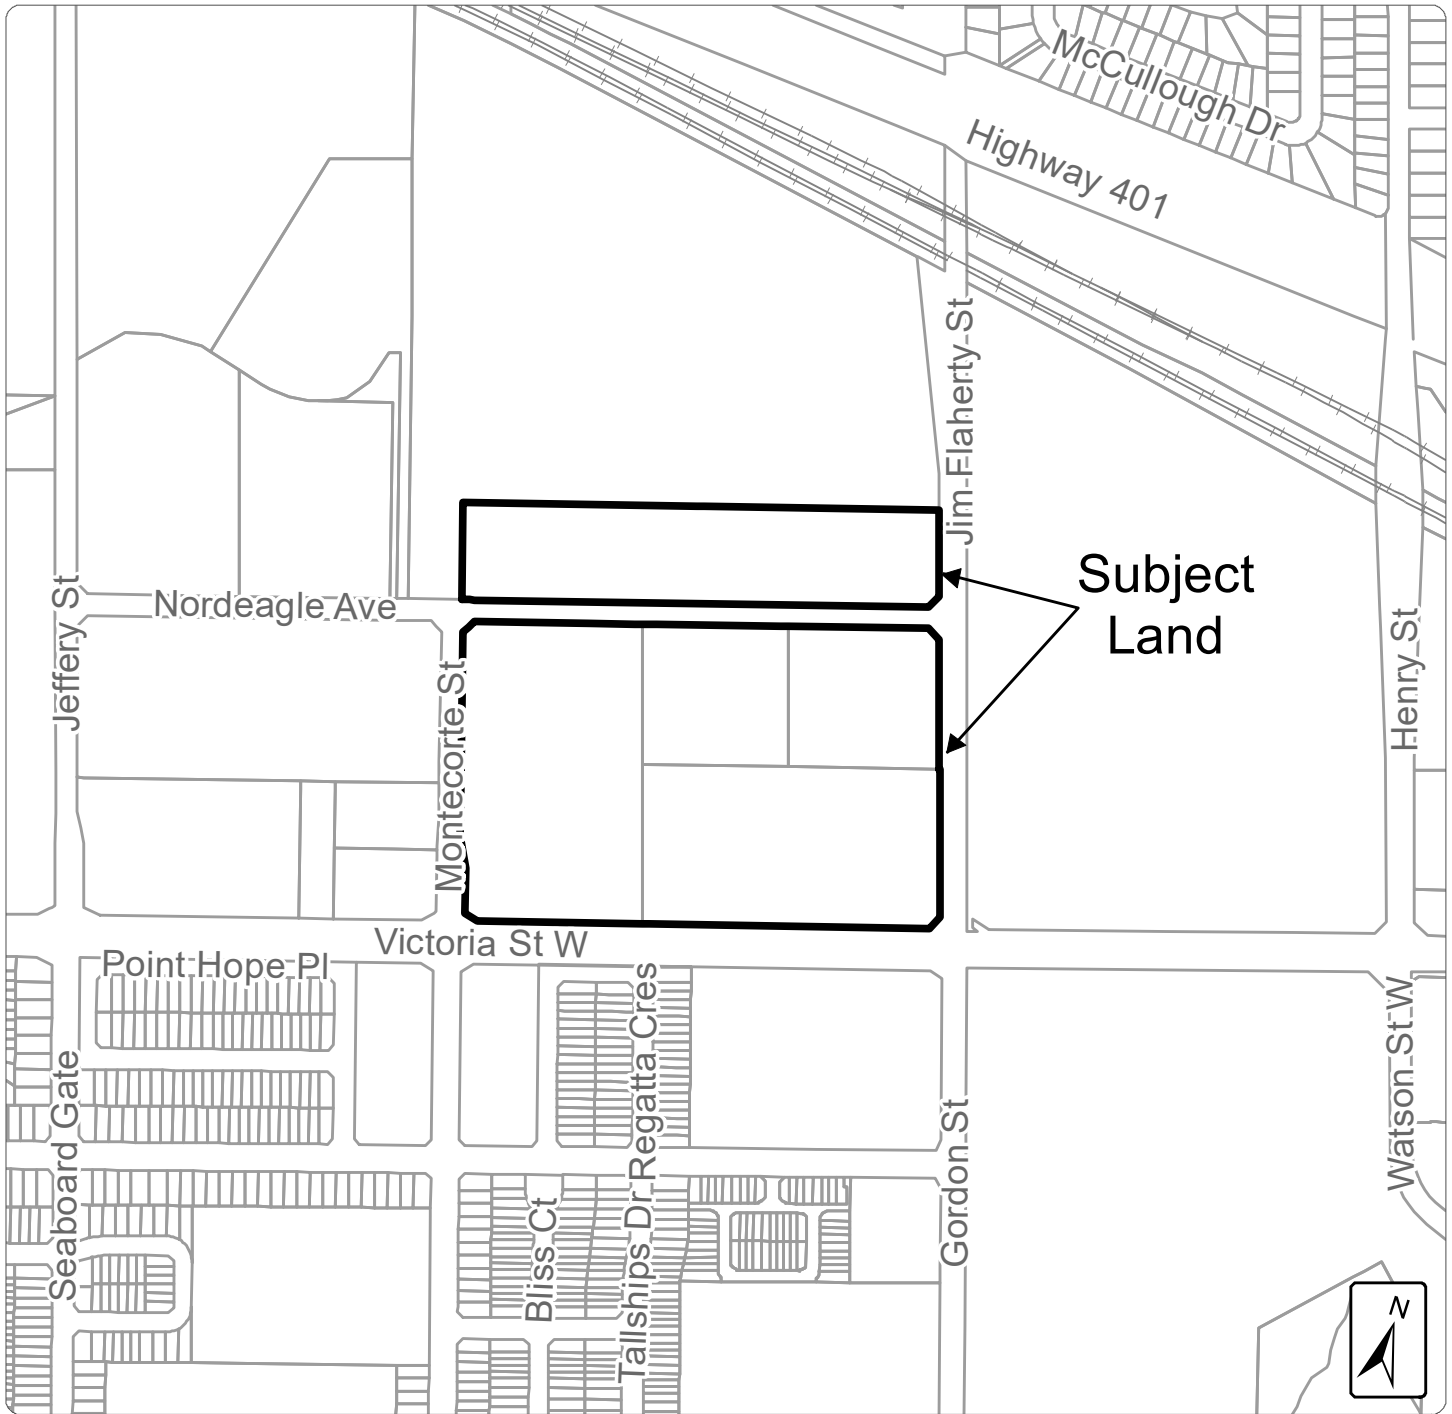 McCullough Dr
Highway 401
Jim Flaherty St
Subject
Land
Nordeagle Ave
Jeffery St
Montecorte St
Henry St
Victoria St W
Point Hope Pl
Regatta Cres
Watson St W
Seaboard Gate
Gordon St
Bliss Ct
Tallships Dr
N